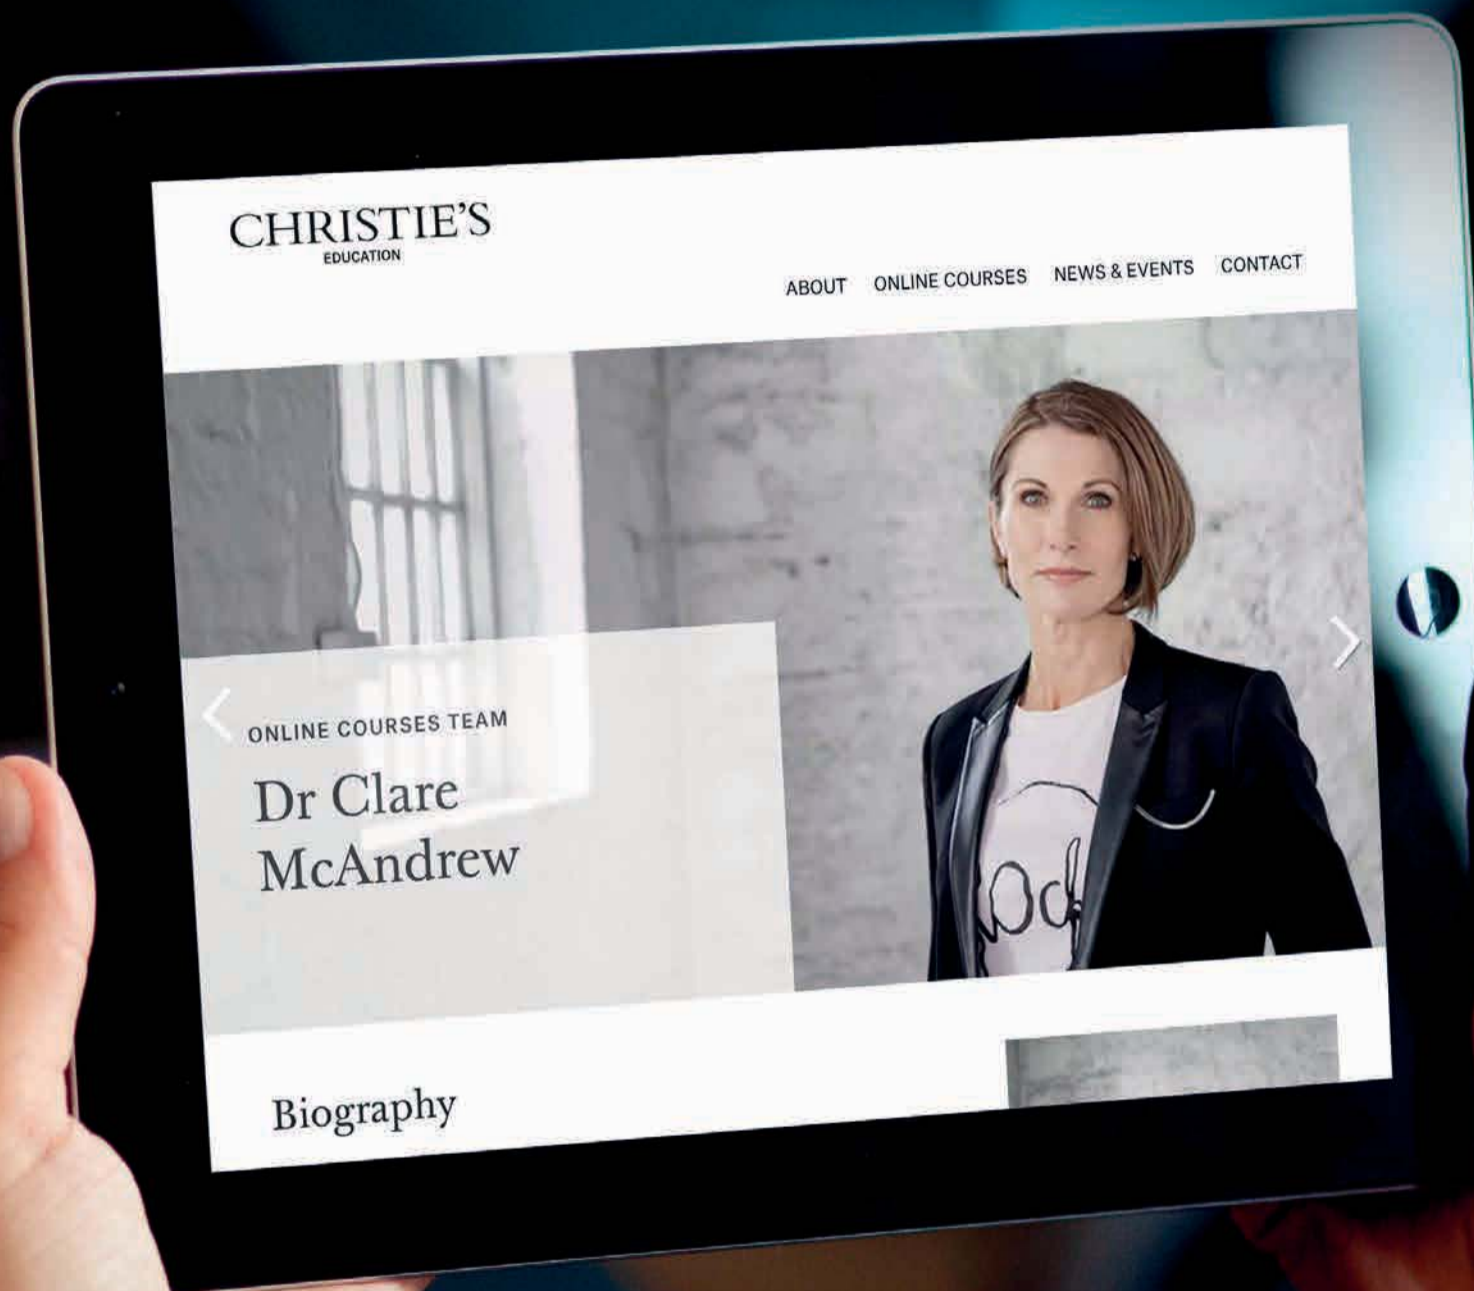 CHRISTIE'S
EDUCATION
ABOUT ONLINE COURSES NEWS & EVENTS CONTACT
ONLINE COURSES TEAM
Dr Clare
McAndrew
Biography